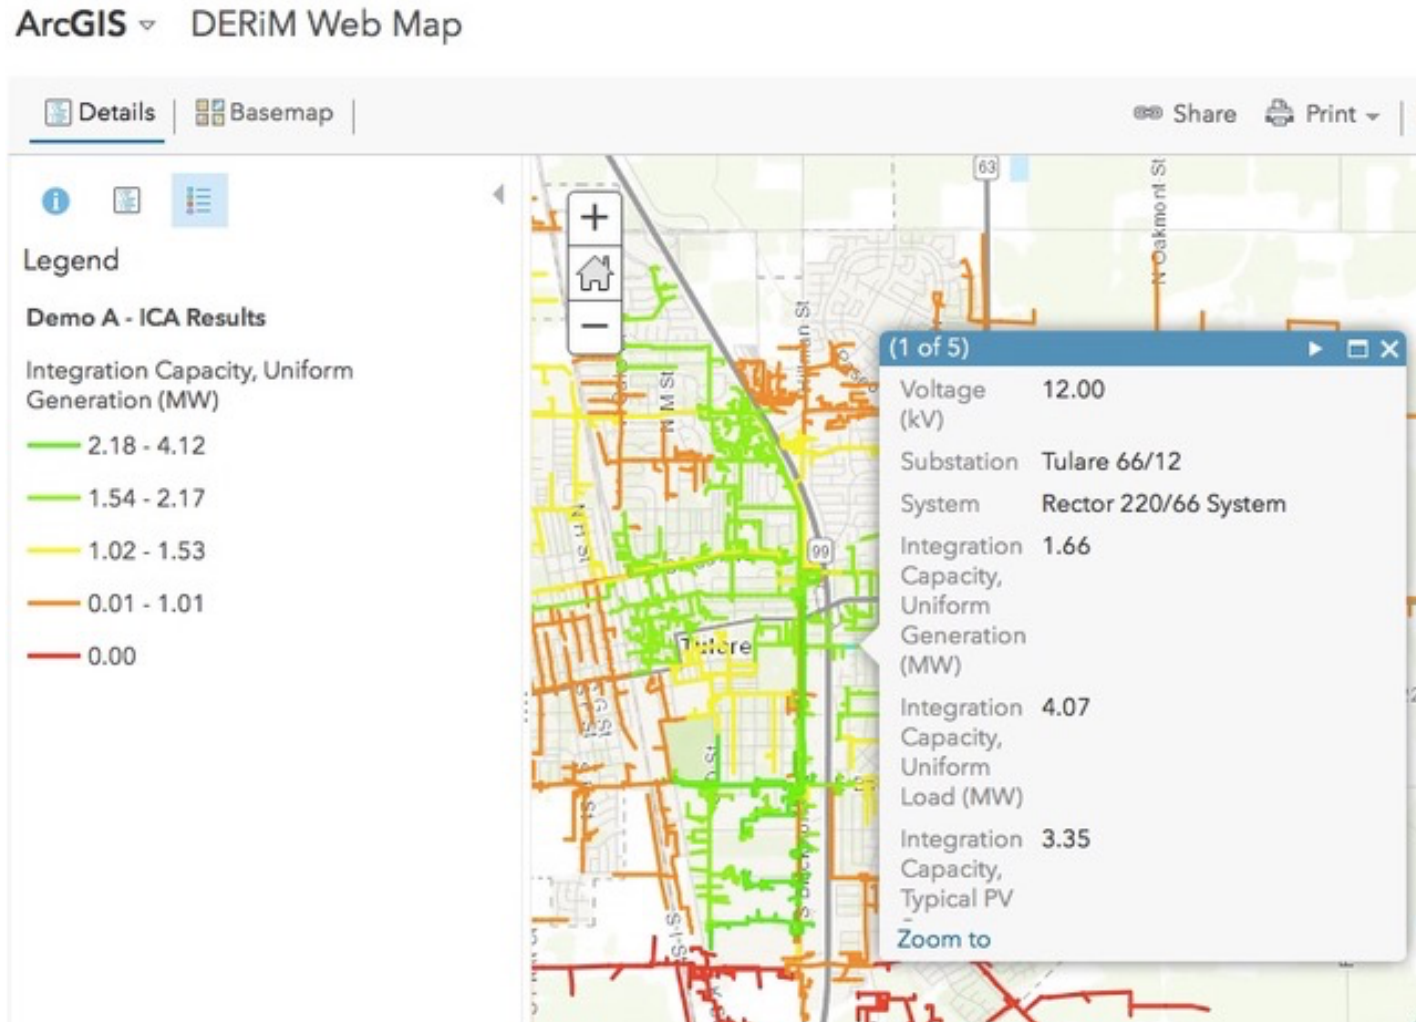 ArcGIS DERiM Web Map
Details Basemap Share Print
Legend
Demo A - ICA Results
Integration Capacity, Uniform
Generation (MW)
2.18 - 4.12
1.54 - 2.17
1.02 - 1.53
0.01 - 1.01
0.00
63
N Oakmont St
Hillman St
N M St
N H St
99
Tulare
O St
(1 of 5)
Voltage 12.00
(kV)
Substation Tulare 66/12
System Rector 220/66 System
Integration 1.66
Capacity,
Uniform
Generation
(MW)
Integration 4.07
Capacity,
Uniform
Load (MW)
Integration 3.35
Capacity,
Typical PV
Zoom to